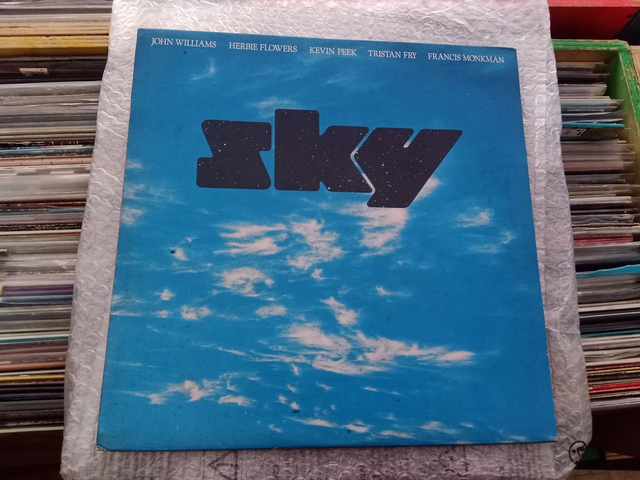 JOHN WILLIAMS HERBIE FLOWERS KEVIN PEEK TRISTAN FRY FRANCIS MONKMAN
sky